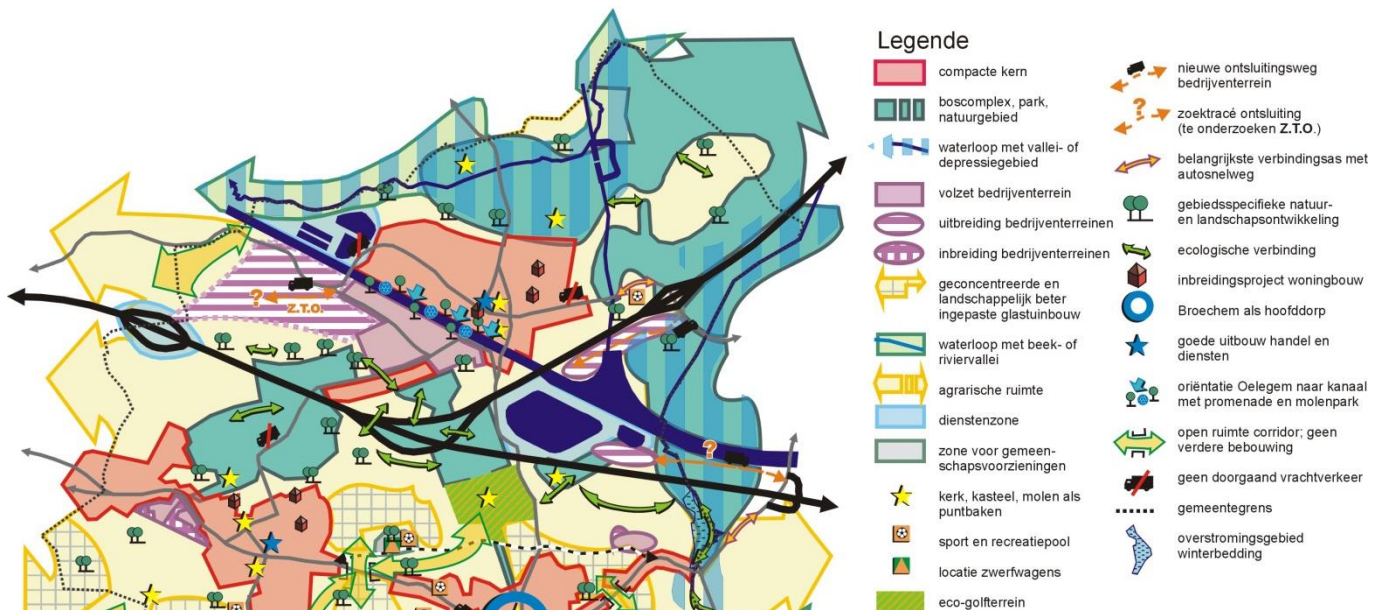 Legende
compacte kern
boscomplex, park,
natuurgebied
waterloop met vallei- of
depressiegebied
volzet bedrijventerrein
uitbreiding bedrijventerreinen
inbreiding bedrijventerreinen
geconcentreerde en
landschappelijk beter
ingepaste glastuinbouw
waterloop met beek- of
riviervallei
agrarische ruimte
dienstenzone
zone voor gemeen-
schapsvoorzieningen
kerk, kasteel, molen als
puntbaken
sport en recreatiepool
locatie zwerfwagens
eco-golfterrein
nieuwe ontsluitingsweg
bedrijventerrein
?
zoektracé ontsluiting
(te onderzoeken Z.T.O.)
belangrijkste verbindingsas met
autosnelweg
gebiedsspecifieke natuur-
en landschapsontwikkeling
ecologische verbinding
inbreidingsproject woningbouw
Broechem als hoofddorp
goede uitbouw handel en
diensten
oriëntatie Oelegem naar kanaal
met promenade en molenpark
open ruimte corridor; geen
verdere bebouwing
geen doorgaand vrachtverkeer
gemeentegrens
overstromingsgebied
winterbedding
?
Z.T.O.
?